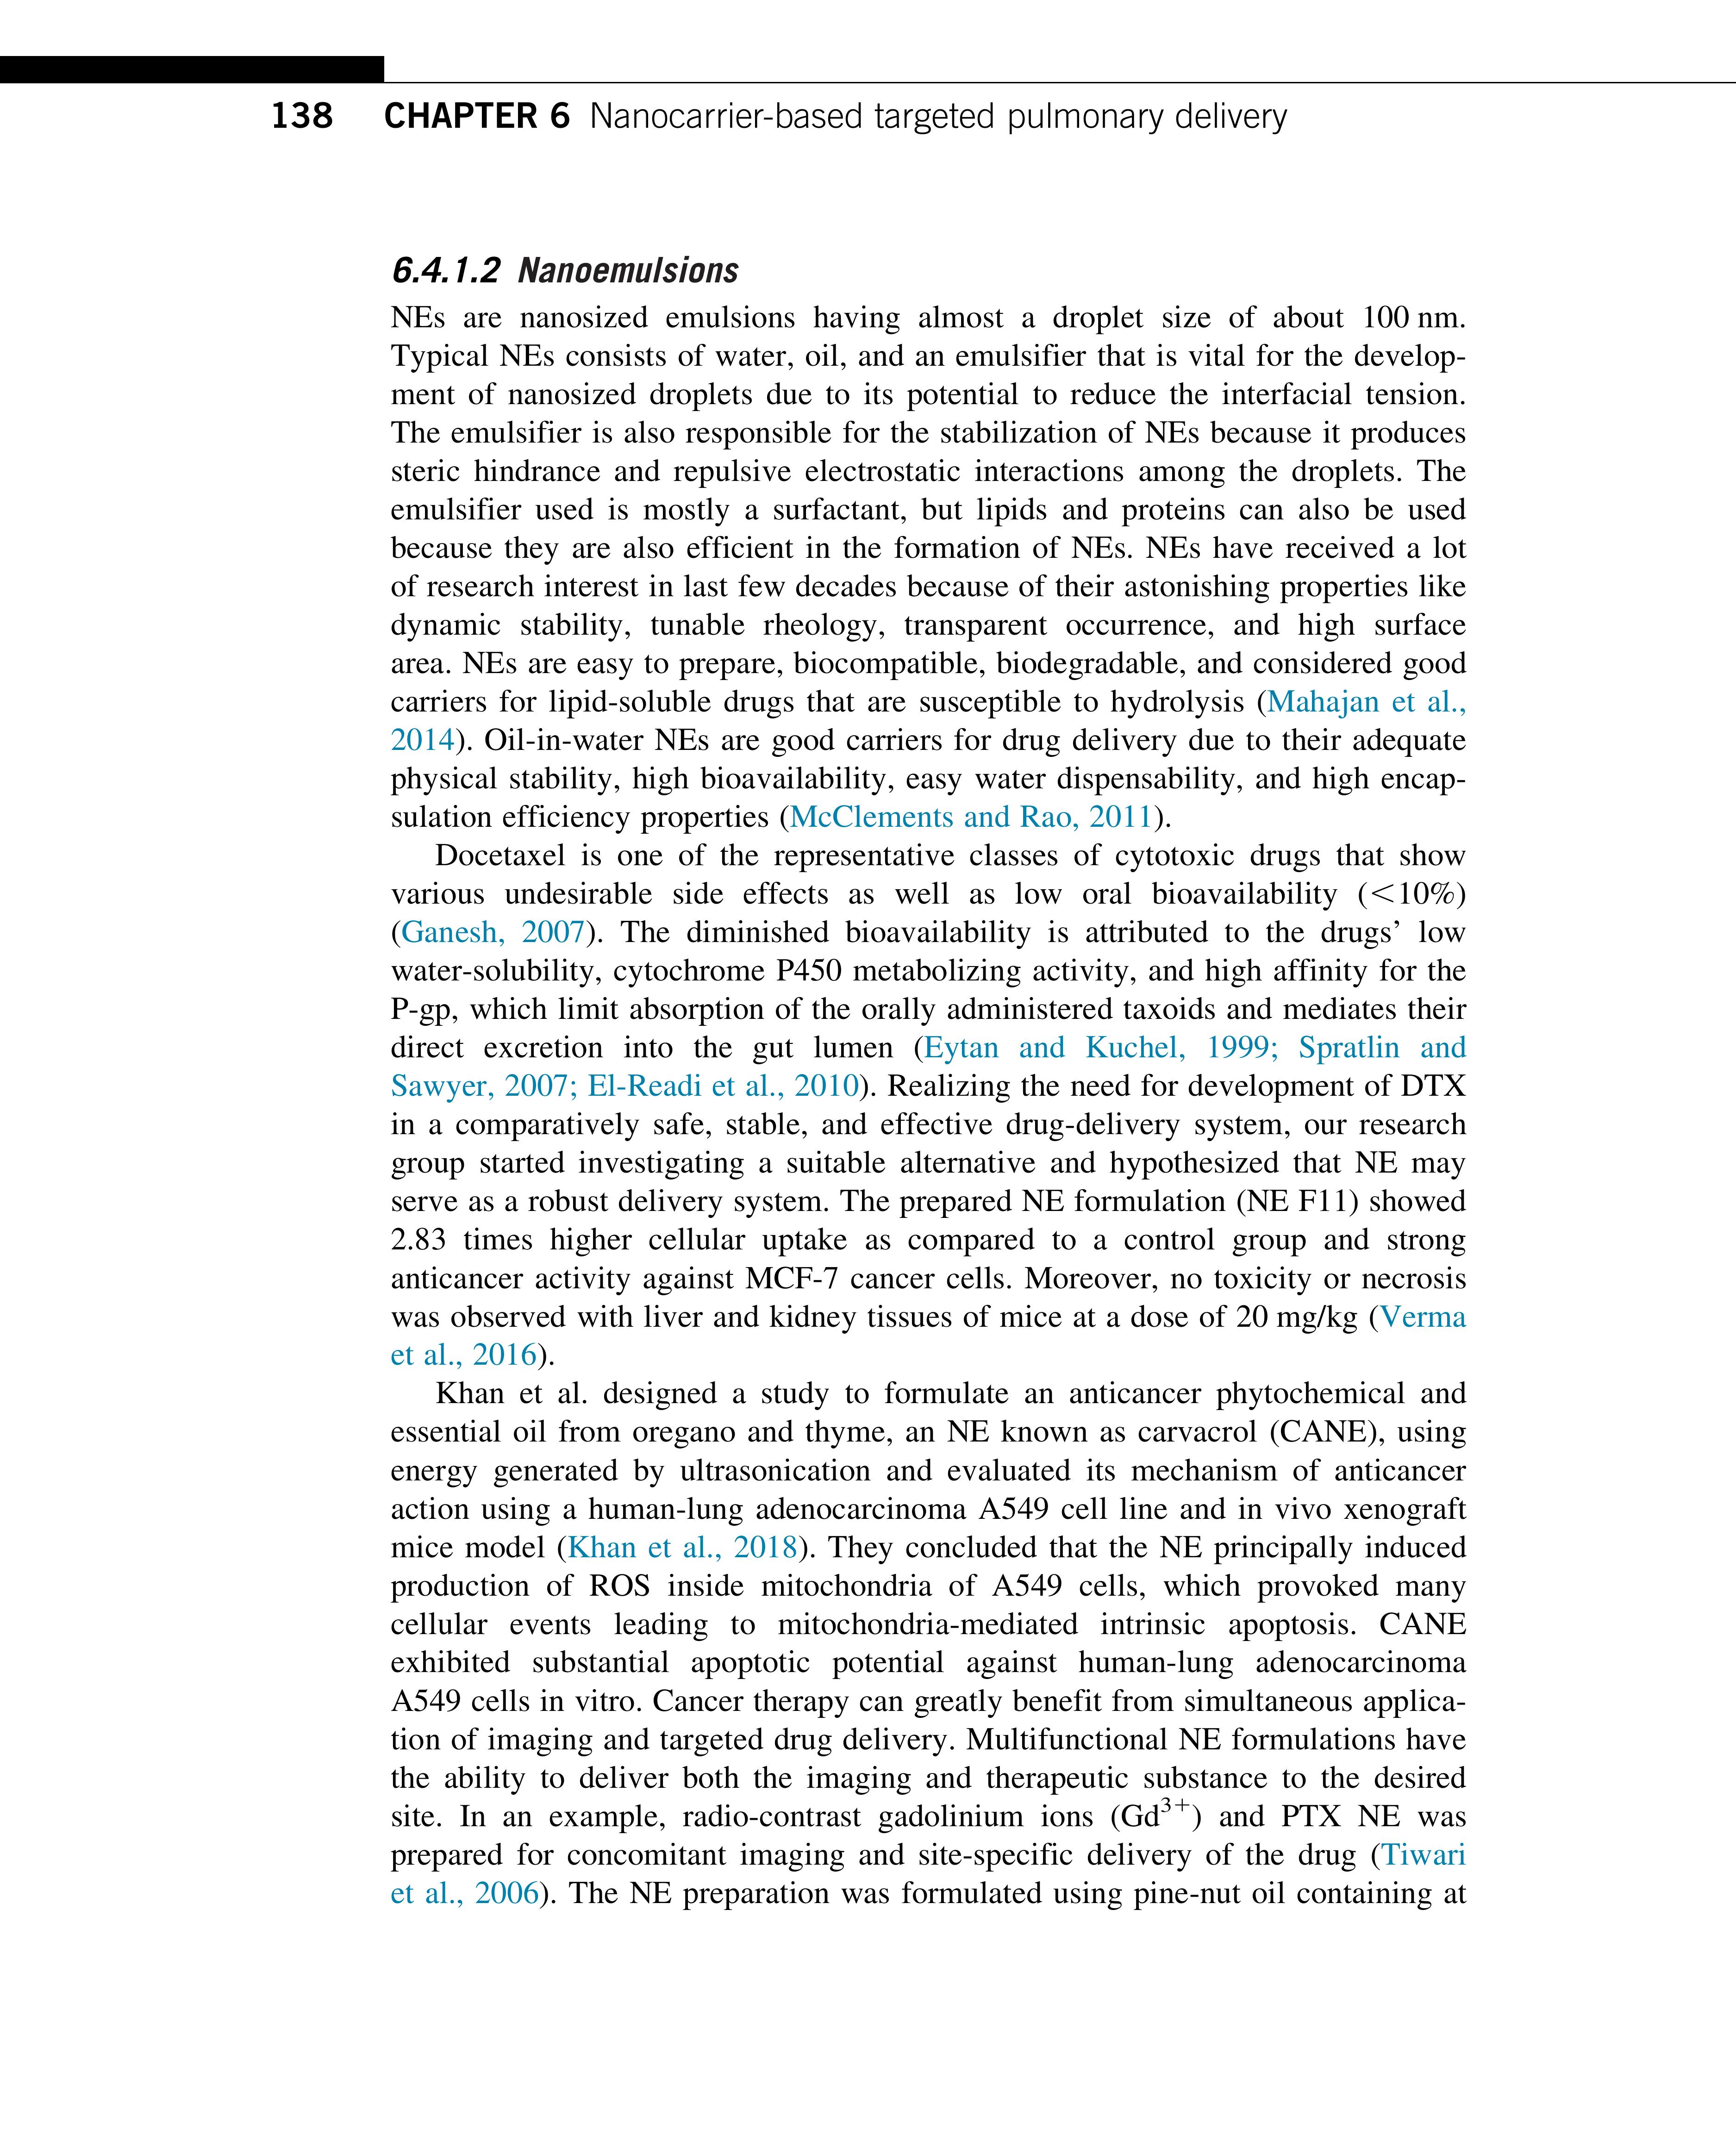 138 CHAPTER 6 Nanocarrier-based targeted pulmonary delivery
6.4.1.2 Nanoemulsions
NEs are nanosized emulsions having almost a droplet size of about 100 nm.
Typical NEs consists of water, oil, and an emulsifier that is vital for the develop-
ment of nanosized droplets due to its potential to reduce the interfacial tension.
The emulsifier is also responsible for the stabilization of NEs because it produces
steric hindrance and repulsive electrostatic interactions among the droplets. The
emulsifier used is mostly a surfactant, but lipids and proteins can also be used
because they are also efficient in the formation of NEs. NEs have received a lot
of research interest in last few decades because of their astonishing properties like
dynamic stability, tunable rheology, transparent occurrence, and high surface
area. NEs are easy to prepare, biocompatible, biodegradable, and considered good
carriers for lipid-soluble drugs that are susceptible to hydrolysis (Mahajan et al.,
2014). Oil-in-water NEs are good carriers for drug delivery due to their adequate
physical stability, high bioavailability, easy water dispensability, and high encap-
sulation efficiency properties (McClements and Rao, 2011).
Docetaxel is one of the representative classes of cytotoxic drugs that show
various undesirable side effects as well as low oral bioavailability (<10%)
(Ganesh, 2007). The diminished bioavailability is attributed to the drugs’ low
water-solubility, cytochrome P450 metabolizing activity, and high affinity for the
P-gp, which limit absorption of the orally administered taxoids and mediates their
direct excretion into the gut lumen (Eytan and Kuchel, 1999; Spratlin and
Sawyer, 2007; El-Readi et al., 2010). Realizing the need for development of DTX
in a comparatively safe, stable, and effective drug-delivery system, our research
group started investigating a suitable alternative and hypothesized that NE may
serve as a robust delivery system. The prepared NE formulation (NE F11) showed
2.83 times higher cellular uptake as compared to a control group and strong
anticancer activity against MCF-7 cancer cells. Moreover, no toxicity or necrosis
was observed with liver and kidney tissues of mice at a dose of 20 mg/kg (Verma
et al., 2016).
Khan et al. designed a study to formulate an anticancer phytochemical and
essential oil from oregano and thyme, an NE known as carvacrol (CANE), using
energy generated by ultrasonication and evaluated its mechanism of anticancer
action using a human-lung adenocarcinoma A549 cell line and in vivo xenograft
mice model (Khan et al., 2018). They concluded that the NE principally induced
production of ROS inside mitochondria of A549 cells, which provoked many
cellular events leading to mitochondria-mediated intrinsic apoptosis. CANE
exhibited substantial apoptotic potential against human-lung adenocarcinoma
A549 cells in vitro. Cancer therapy can greatly benefit from simultaneous applica-
tion of imaging and targeted drug delivery. Multifunctional NE formulations have
the ability to deliver both the imaging and therapeutic substance to the desired
site. In an example, radio-contrast gadolinium ions (Gd³⁺) and PTX NE was
prepared for concomitant imaging and site-specific delivery of the drug (Tiwari
et al., 2006). The NE preparation was formulated using pine-nut oil containing at